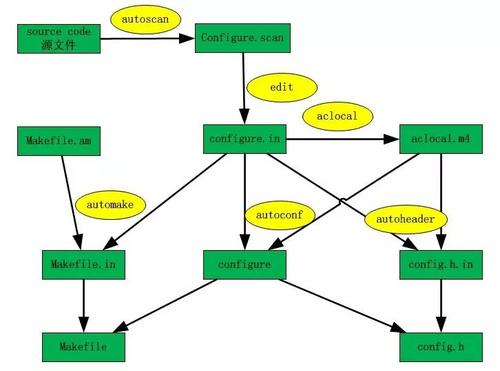 autoscan
source code
源文件
Configure.scan
edit
Makefile.am
configure.in
aclocal
aclocal.m4
automake
autoconf
autoheader
Makefile.in
configure
config.h.in
Makefile
config.h